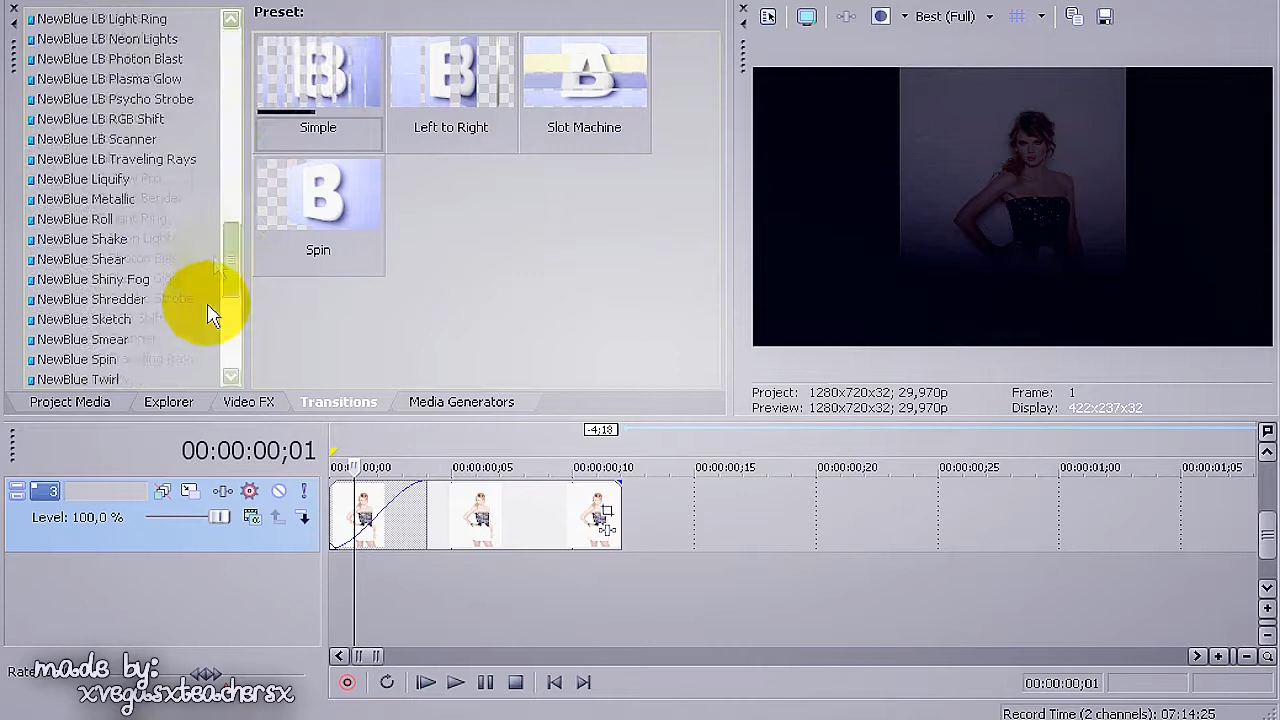 NewBlue LB Light Ring
NewBlue LB Neon Lights
NewBlue LB Photon Blast
NewBlue LB Plasma Glow
NewBlue LB Psycho Strobe
NewBlue LB RGB Shift
NewBlue LB Scanner
NewBlue LB Traveling Rays
NewBlue Liquify
NewBlue Metallic
NewBlue Roll
NewBlue Shake
NewBlue Shear
NewBlue Shiny Fog
NewBlue Shredder
NewBlue Sketch
NewBlue Smear
NewBlue Spin
NewBlue Twirl
Preset:
Simple
Left to Right
Slot Machine
Spin
Project Media
Explorer
Video FX
Transitions
Media Generators
Best (Full)
Project: 1280x720x32; 29,970p
Frame: 1
Preview: 1280x720x32; 29,970p
Display: 422x237x32
00:00:00;01
-4;18
00:00:00;05
00:00:00;10
00:00:00;15
00:00:00;20
00:00:00;25
00:00:01;00
00:00:01;05
3
Level: 100,0 %
made by:
xvegasxteachersx
00:00:00;01
Record Time (2 channels): 07:14:25